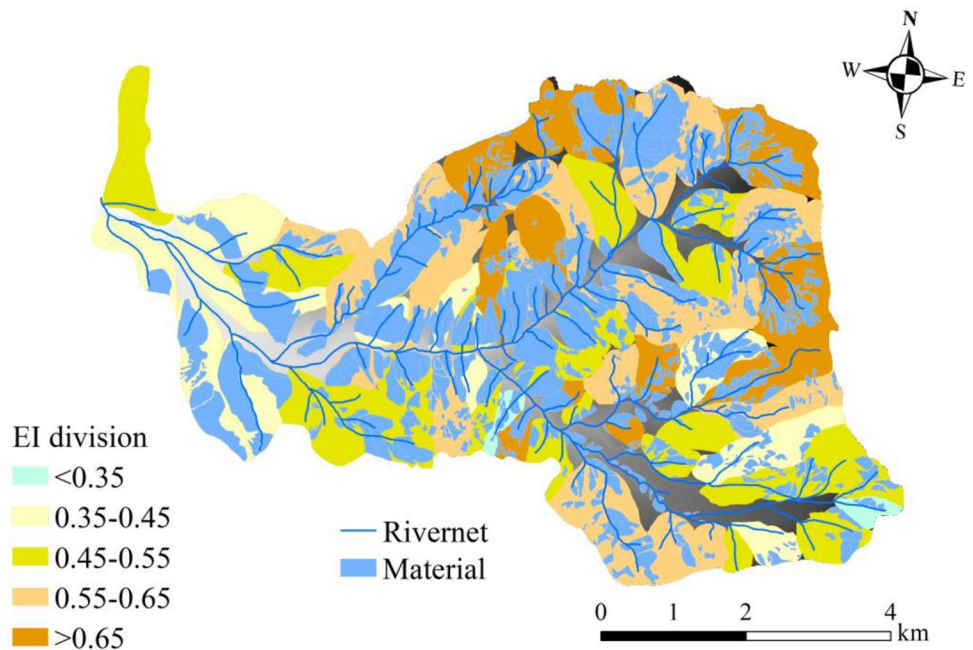 N
W E
S
EI division
<0.35
0.35-0.45
0.45-0.55
0.55-0.65
>0.65
Rivernet
Material
0 1 2 4
km